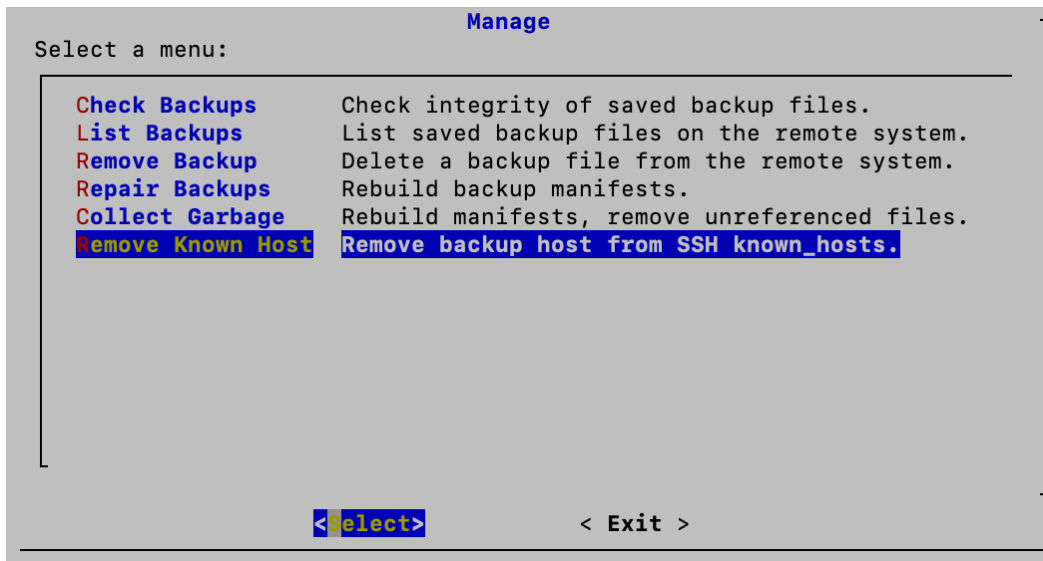 Manage
Select a menu:
Check Backups Check integrity of saved backup files.
List Backups List saved backup files on the remote system.
Remove Backup Delete a backup file from the remote system.
Repair Backups Rebuild backup manifests.
Collect Garbage Rebuild manifests, remove unreferenced files.
Remove Known Host Remove backup host from SSH known_hosts.
<Select> < Exit >